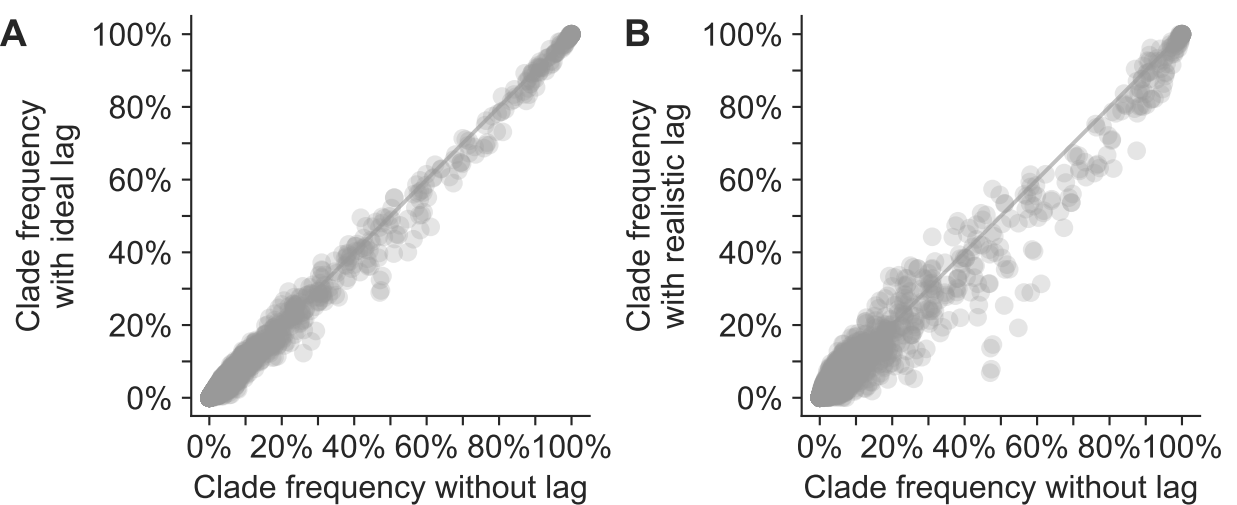 A
Clade frequency
with ideal lag
100%
80%
60%
40%
20%
0%
0% 20% 40% 60% 80% 100%
Clade frequency without lag
B
Clade frequency
with realistic lag
100%
80%
60%
40%
20%
0%
0% 20% 40% 60% 80% 100%
Clade frequency without lag